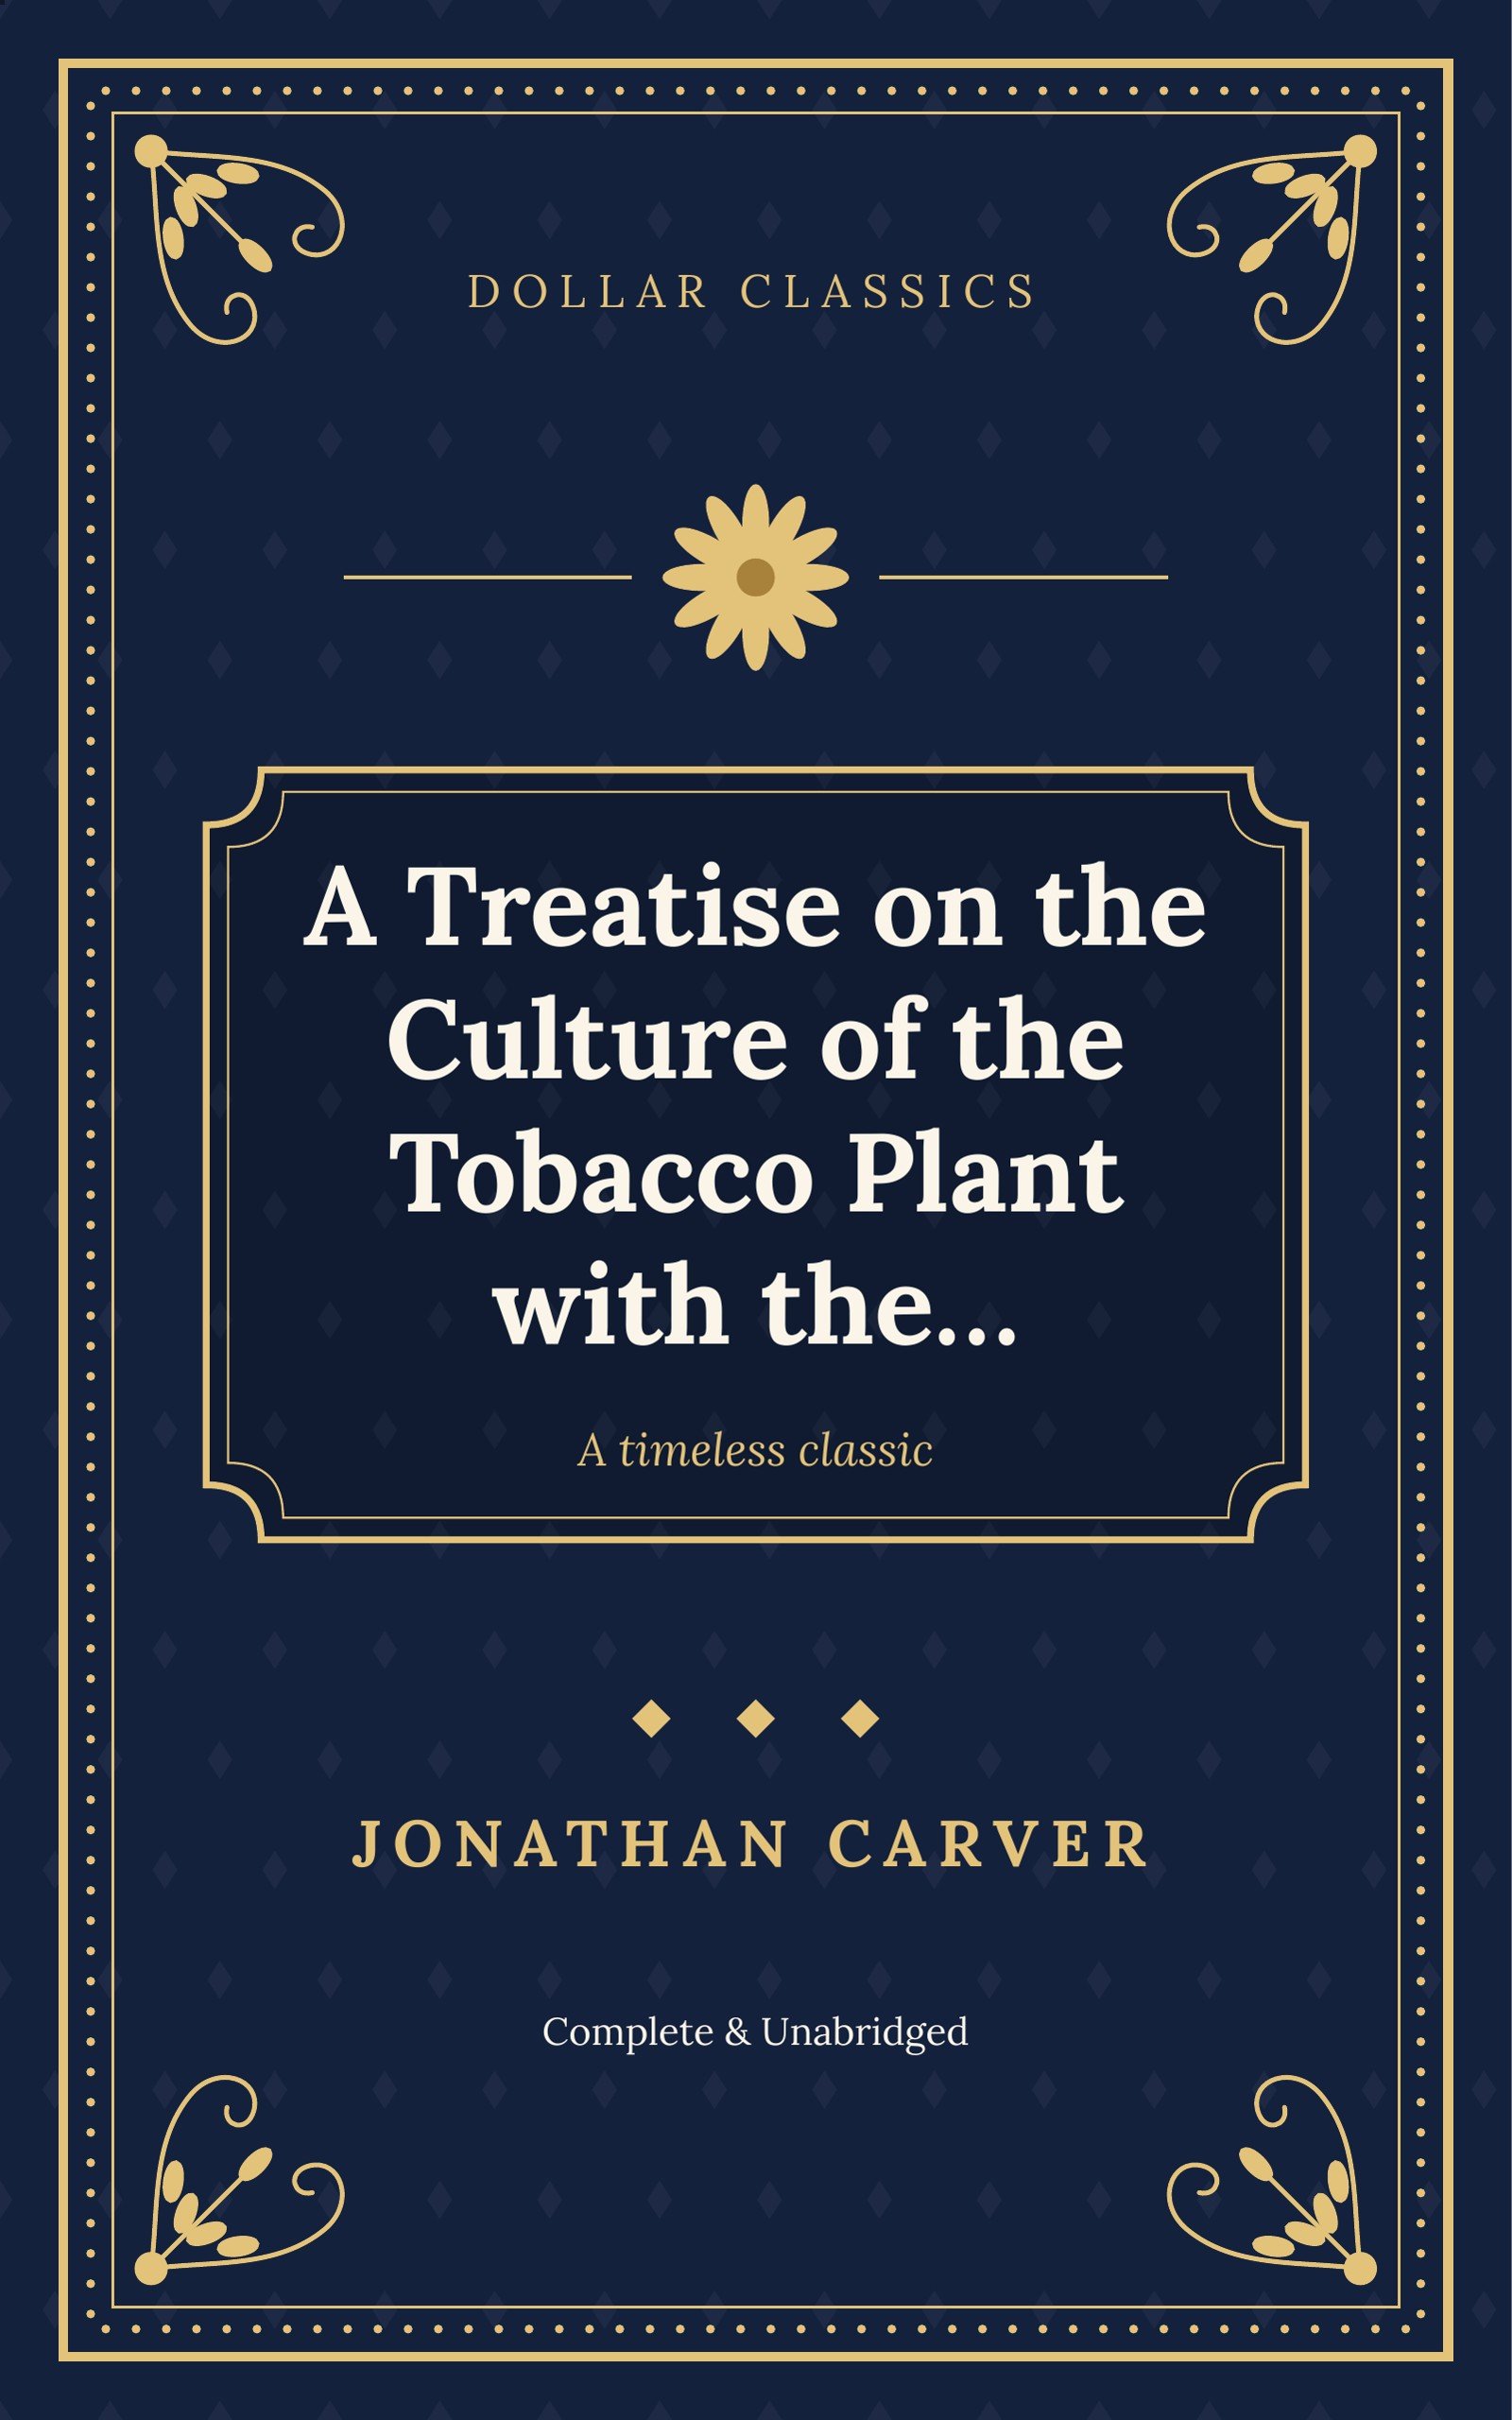 DOLLAR CLASSICS
A Treatise on the
Culture of the
Tobacco Plant
with the...
A timeless classic
JONATHAN CARVER
Complete & Unabridged